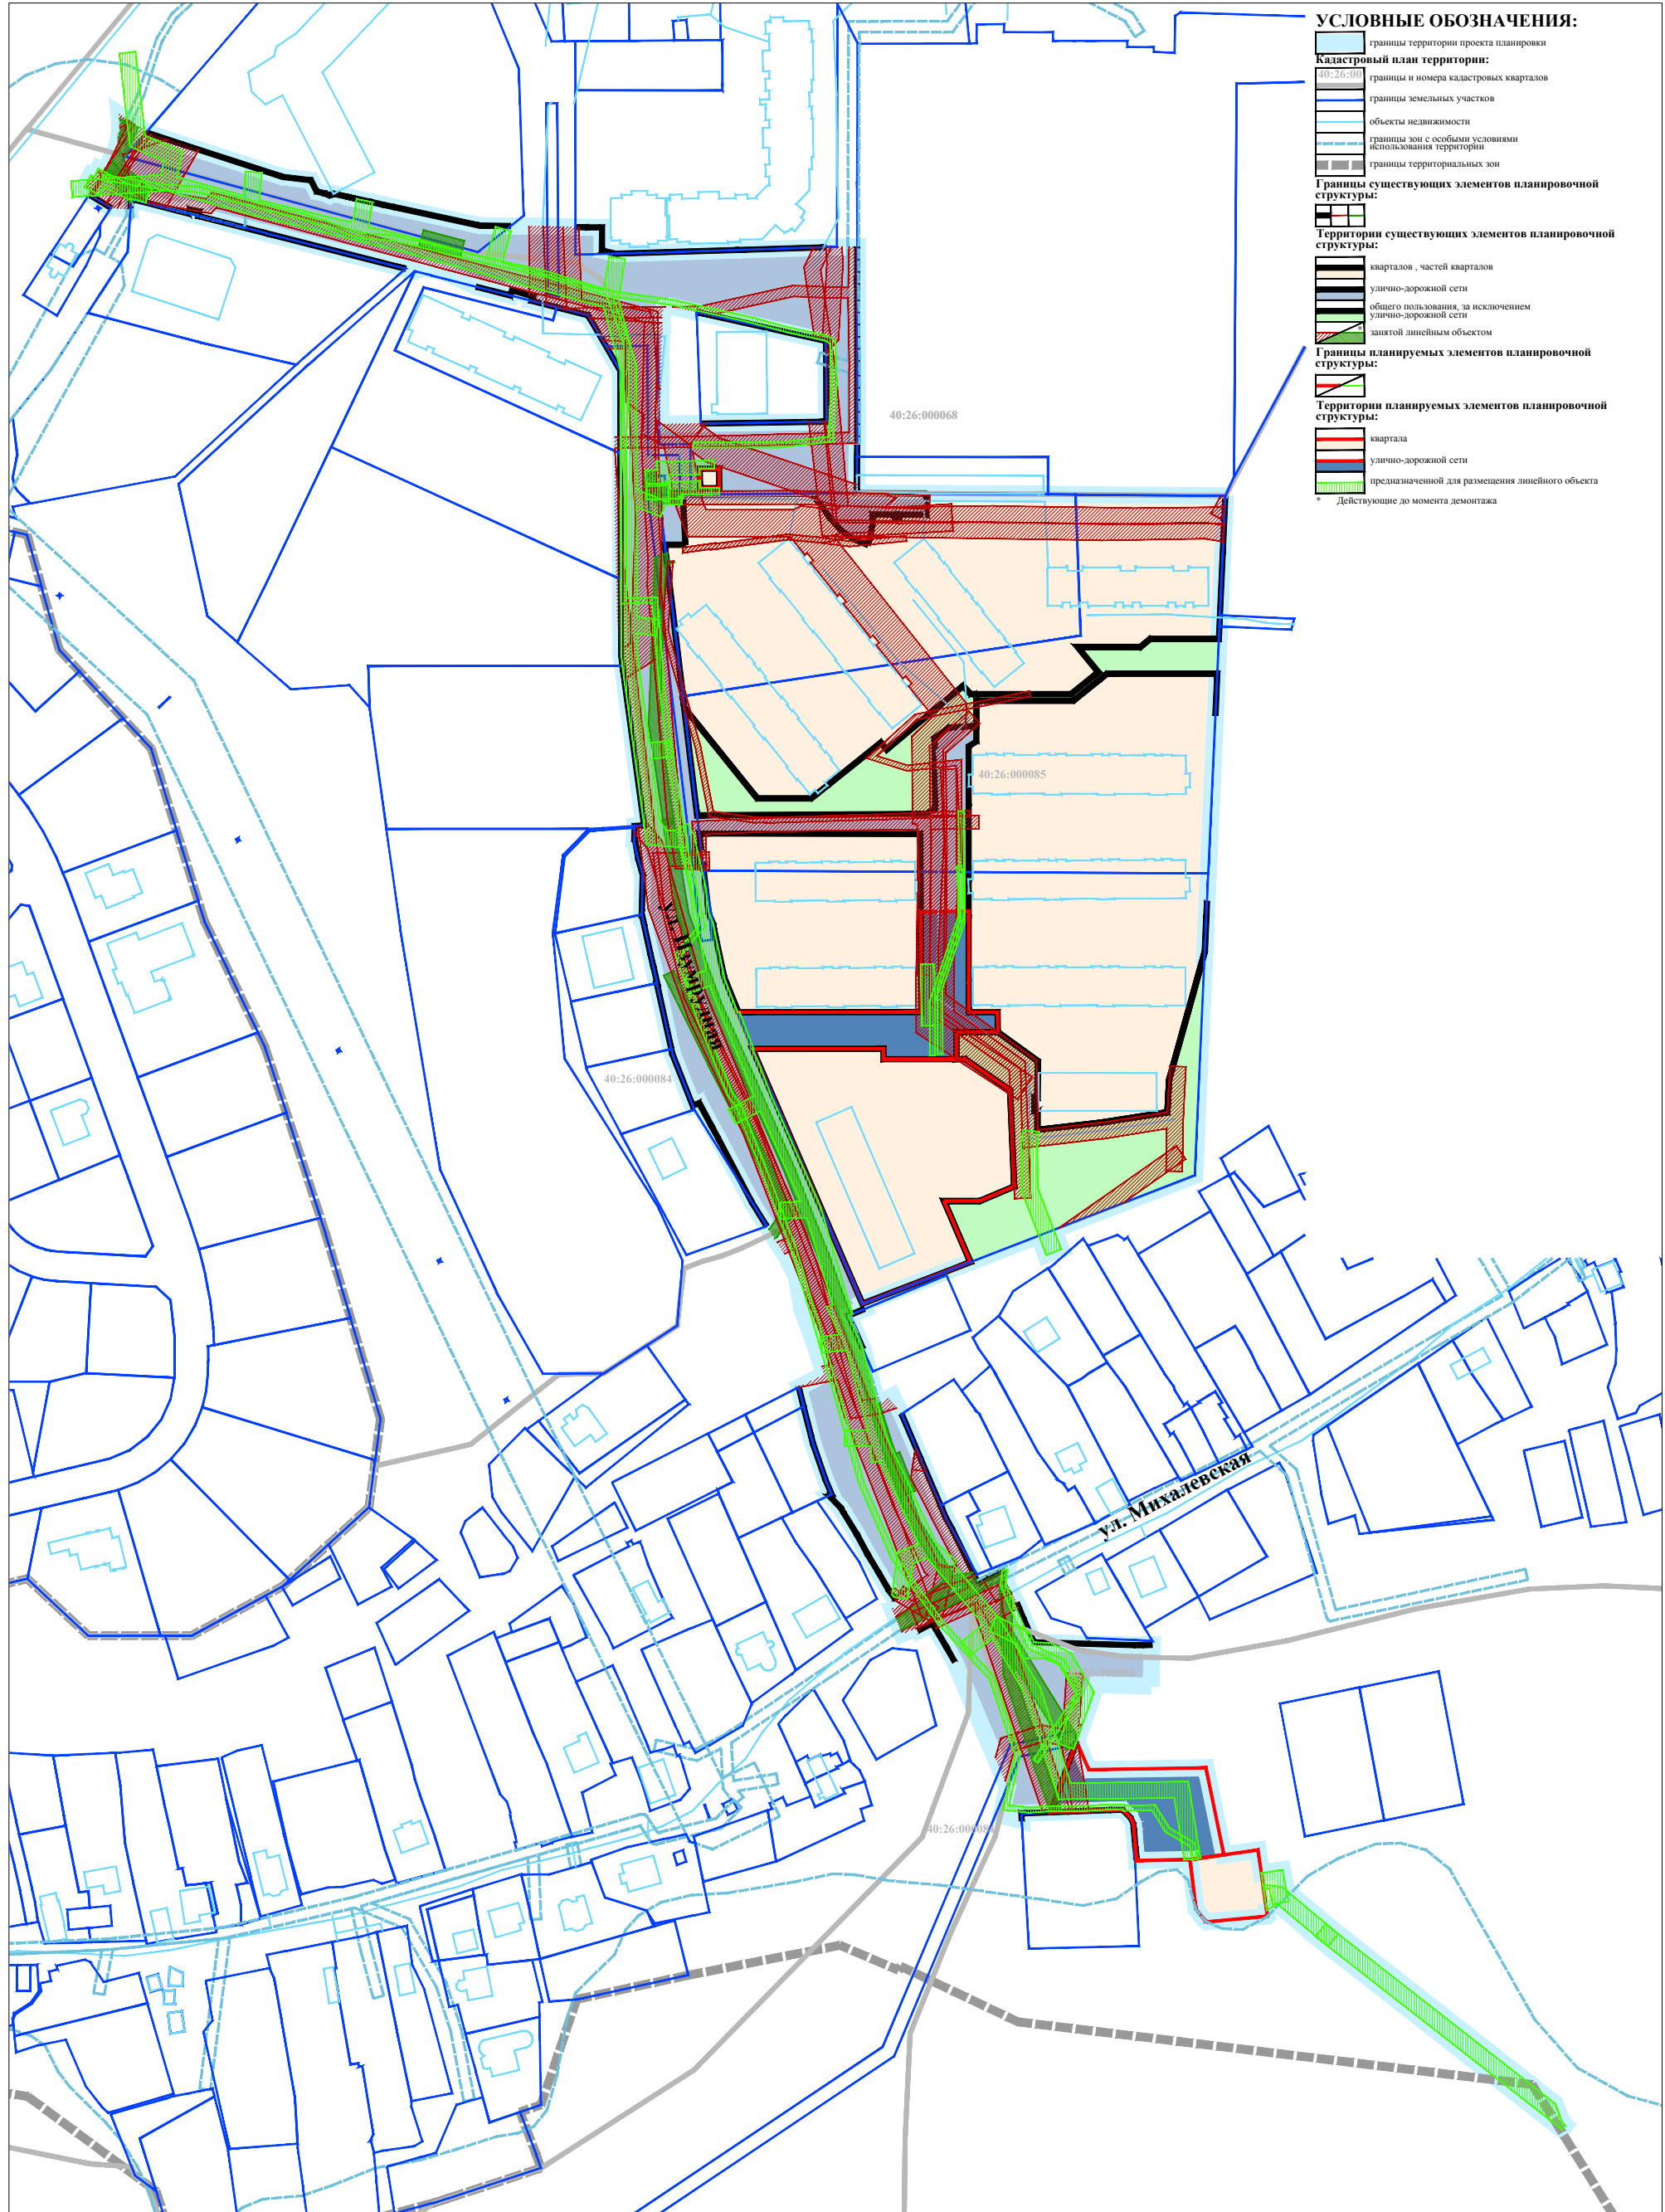 УСЛОВНЫЕ ОБОЗНАЧЕНИЯ:
границы территории проекта планировки
Кадастровый план территории:
40:26:00
границы и номера кадастровых кварталов
границы земельных участков
объекты недвижимости
границы зон с особыми условиями
использования территории
границы территориальных зон
Границы существующих элементов планировочной
структуры:
Территории существующих элементов планировочной
структуры:
кварталов , частей кварталов
улично-дорожной сети
общего пользования, за исключением
улично-дорожной сети
*
занятой линейным объектом
Границы планируемых элементов планировочной
структуры:
Территории планируемых элементов планировочной
структуры:
квартала
улично-дорожной сети
предназначенной для размещения линейного объекта
* Действующие до момента демонтажа
40:26:000068
40:26:000085
ул. Изумрудная
40:26:000084
ул. Михалевская